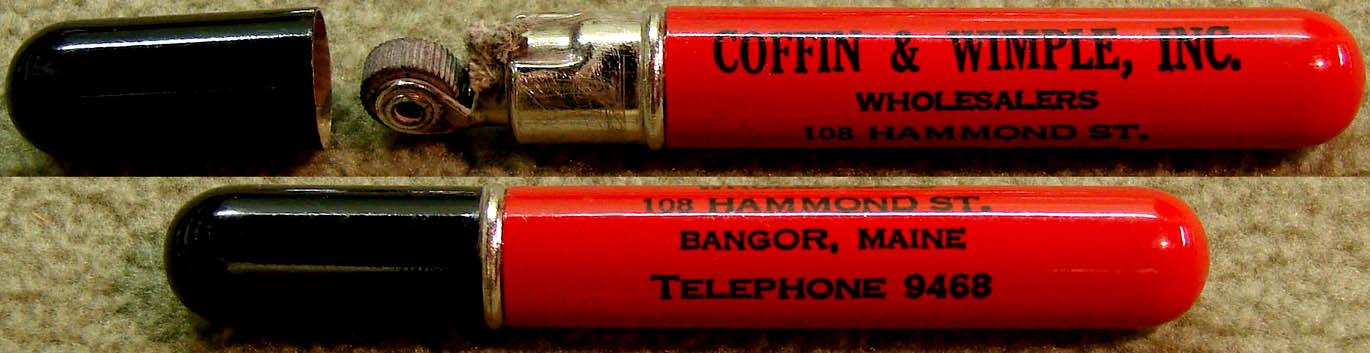 COFFIN & WIMPLE, INC.
WHOLESALERS
108 HAMMOND ST.
108 HAMMOND ST.
BANGOR, MAINE
TELEPHONE 9468